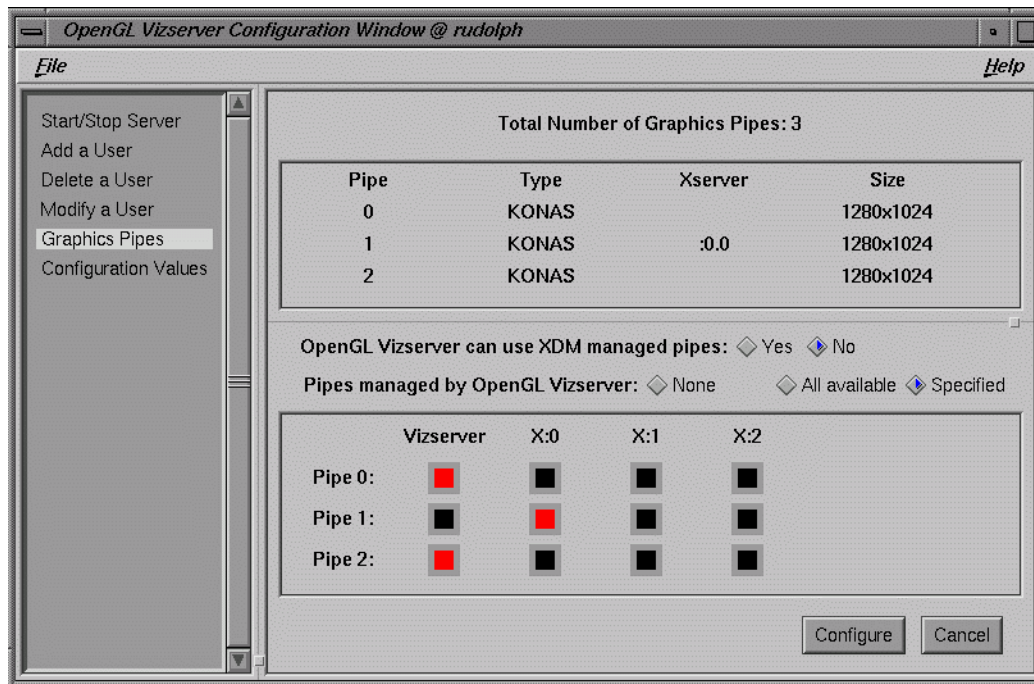 OpenGL Vizserver Configuration Window @ rudolph
File Help
Start/Stop Server
Add a User
Delete a User
Modify a User
Graphics Pipes
Configuration Values
Total Number of Graphics Pipes: 3
Pipe Type Xserver Size
0 KONAS 1280x1024
1 KONAS :0.0 1280x1024
2 KONAS 1280x1024
OpenGL Vizserver can use XDM managed pipes: Yes No
Pipes managed by OpenGL Vizserver: None All available Specified
Vizserver X:0 X:1 X:2
Pipe 0:
Pipe 1:
Pipe 2:
Configure Cancel